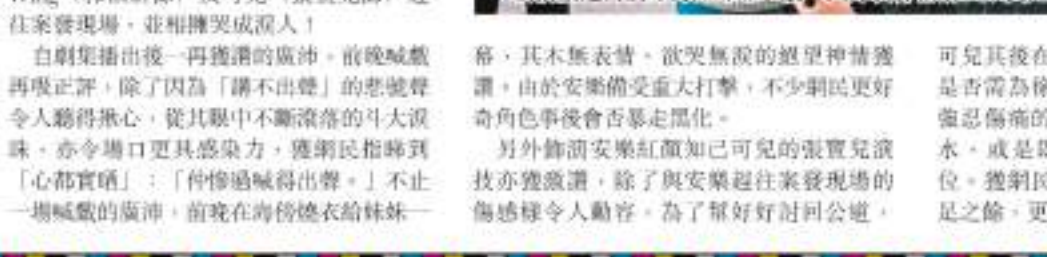 往案發現場，並相擁哭成淚人！
自劇集播出後一再獲讚的廣沛，前晚喊戲
再吸正評，除了因為「講不出聲」的悲號聲
令人聽得揪心，從其眼中不斷滾落的斗大淚
珠，亦令場口更具感染力，獲網民指睇到
「心都實晒」：「仲慘過喊得出聲。」不止
一場喊戲的廣沛，前晚在海傍燒衣給妹妹一
幕，其木無表情、欲哭無淚的絕望神情獲
讚。由於安樂備受重大打擊，不少網民更好
奇角色事後會否暴走黑化。
另外飾演安樂紅顏知己可兒的張寶兒演
技亦獲激讚，除了與安樂趕往案發現場的
傷感樣令人動容，為了幫好好討回公道，
可兒其後在
是否需為
強忍傷痛的
水，或是
位。獲網民
足之餘，更